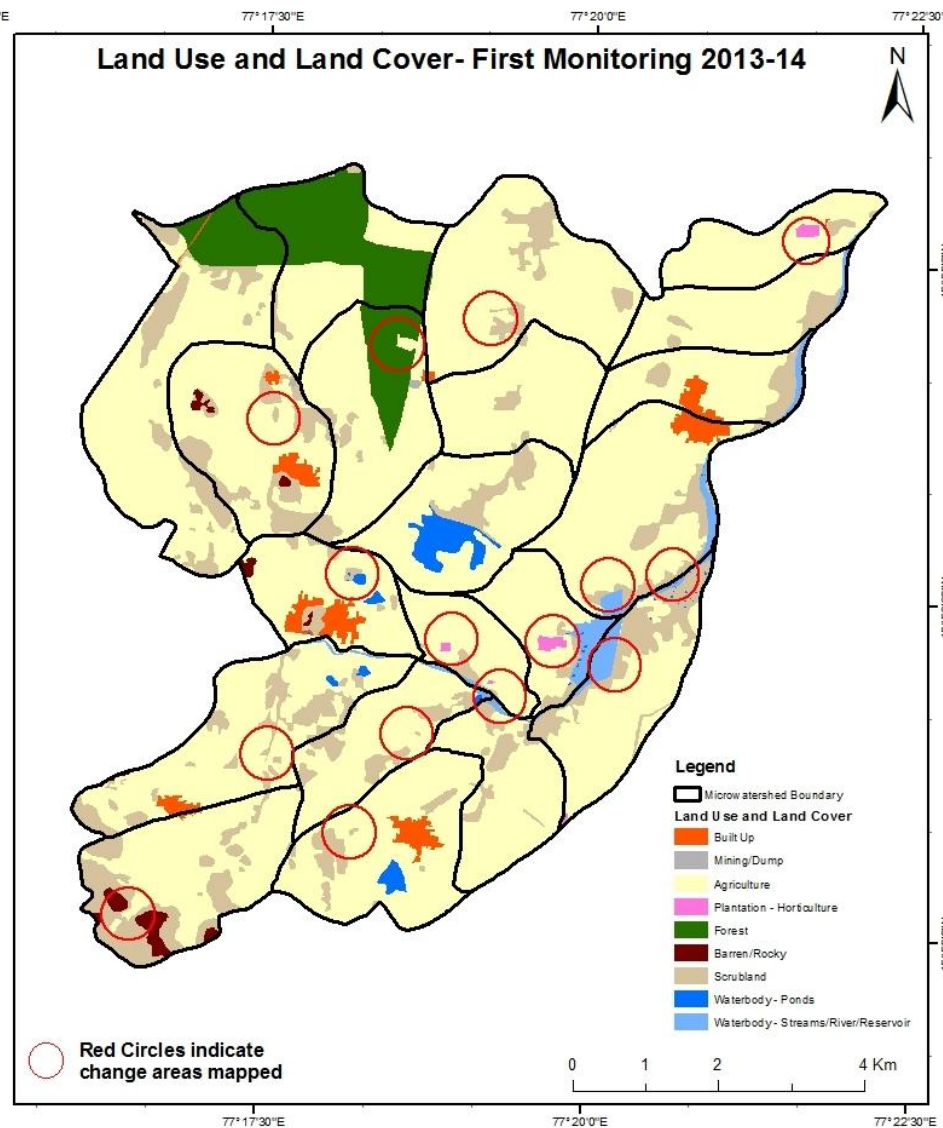 77°17'30"E
77°20'0"E
77°22'30"
Land Use and Land Cover- First Monitoring 2013-14
N
Legend
Microwatershed Boundary
Land Use and Land Cover
Built Up
Mining/Dump
Agriculture
Plantation - Horticulture
Forest
Barren/Rocky
Scrubland
Waterbody - Ponds
Waterbody - Streams/River/Reservoir
Red Circles indicate
change areas mapped
0 1 2 4 Km
77°17'30"E
77°20'0"E
77°22'30"E